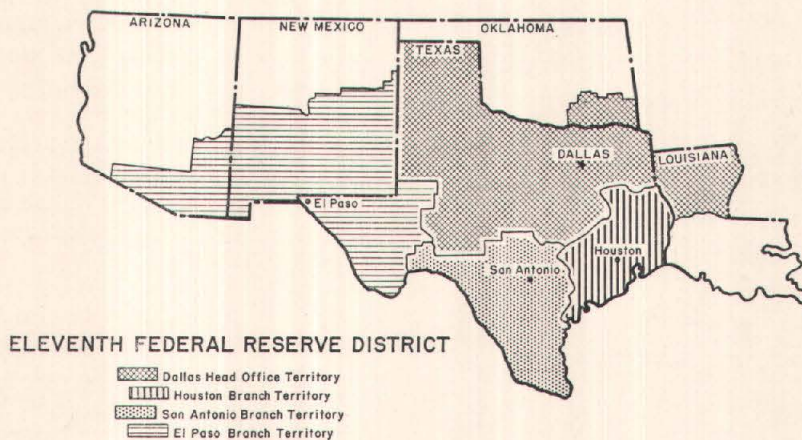 ARIZONA
NEW MEXICO
OKLAHOMA
TEXAS
DALLAS
LOUISIANA
El Paso
Houston
San Antonio
ELEVENTH FEDERAL RESERVE DISTRICT
Dallas Head Office Territory
Houston Branch Territory
San Antonio Branch Territory
El Paso Branch Territory